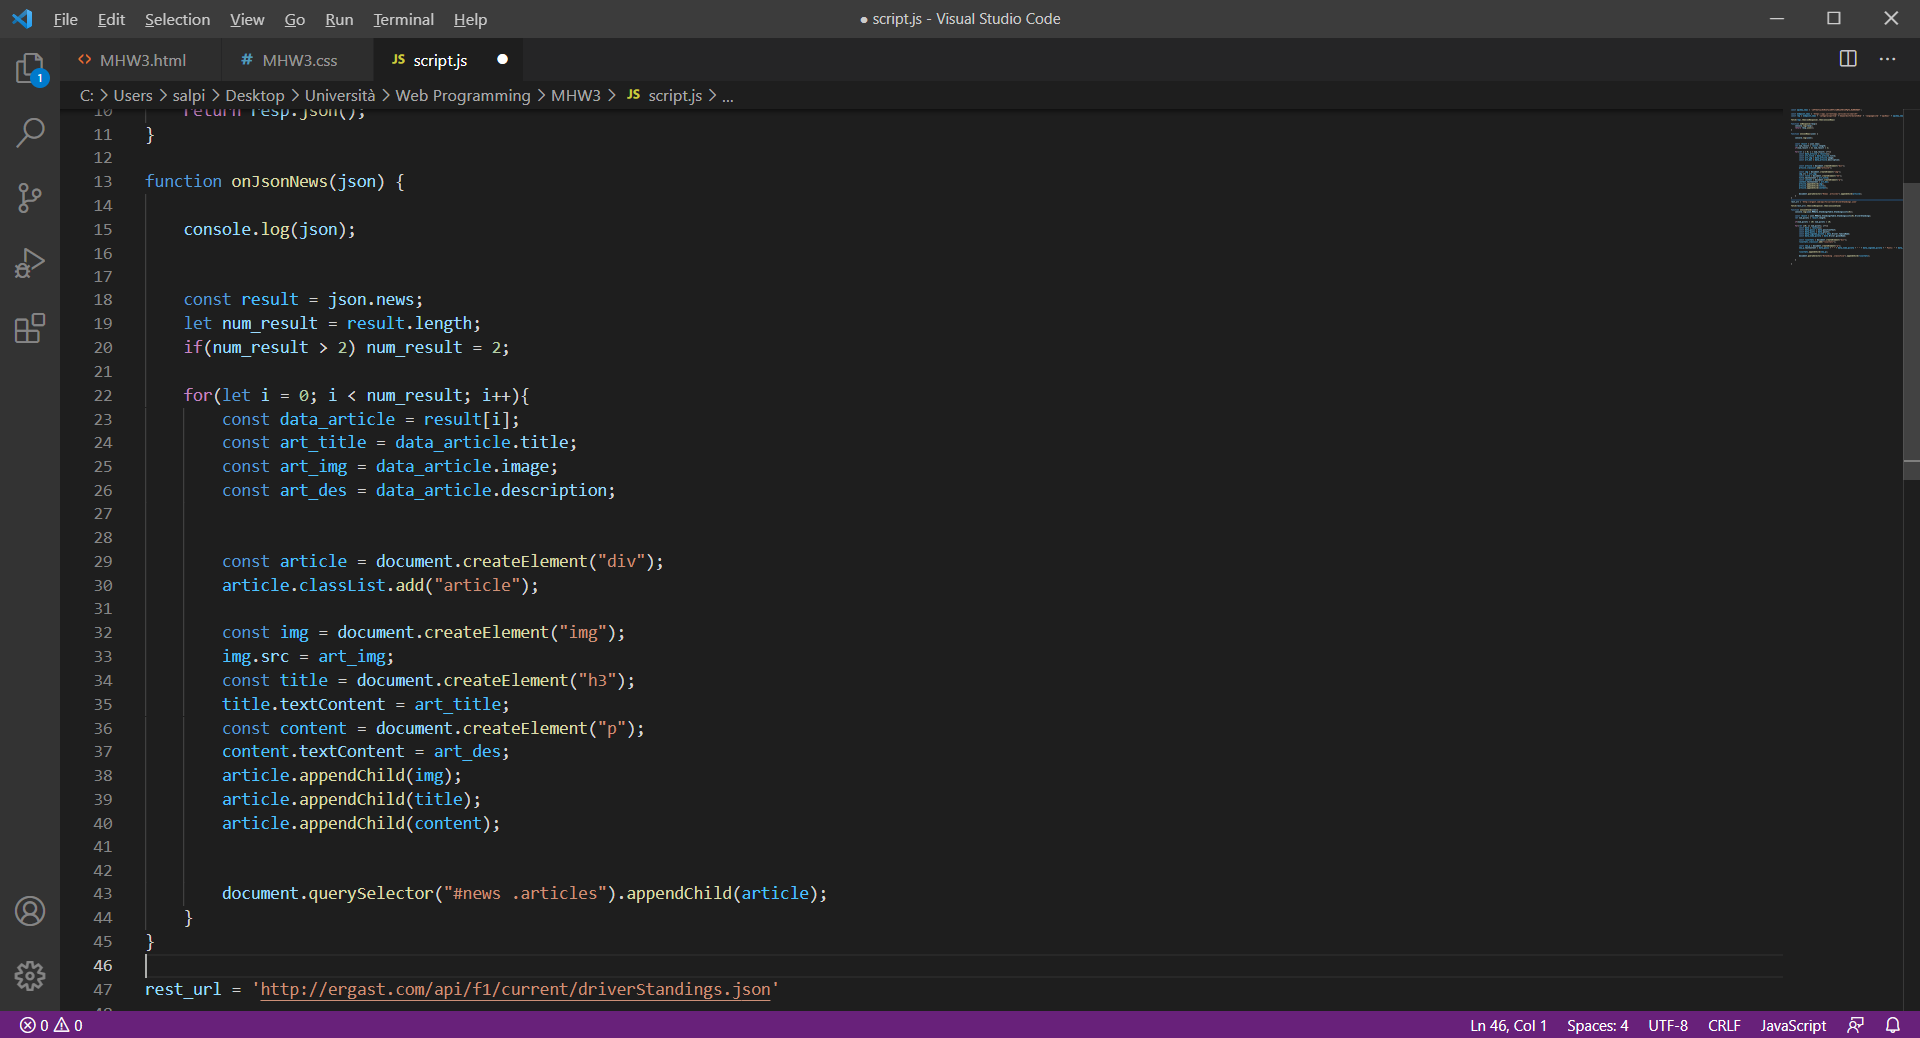 File Edit Selection View Go Run Terminal Help
● script.js - Visual Studio Code
MHW3.html
# MHW3.css
JS script.js
1
C: > Users > salpi > Desktop > Università > Web Programming > MHW3 > JS script.js > ...
10 return resp.json();
11 }
12
13 function onJsonNews(json) {
14
15 console.log(json);
16
17
18 const result = json.news;
19 let num_result = result.length;
20 if(num_result > 2) num_result = 2;
21
22 for(let i = 0; i < num_result; i++){
23 const data_article = result[i];
24 const art_title = data_article.title;
25 const art_img = data_article.image;
26 const art_des = data_article.description;
27
28
29 const article = document.createElement("div");
30 article.classList.add("article");
31
32 const img = document.createElement("img");
33 img.src = art_img;
34 const title = document.createElement("h3");
35 title.textContent = art_title;
36 const content = document.createElement("p");
37 content.textContent = art_des;
38 article.appendChild(img);
39 article.appendChild(title);
40 article.appendChild(content);
41
42
43 document.querySelector("#news .articles").appendChild(article);
44 }
45 }
46
47 rest_url = 'http://ergast.com/api/f1/current/driverStandings.json'
0 0
Ln 46, Col 1 Spaces: 4 UTF-8 CRLF JavaScript